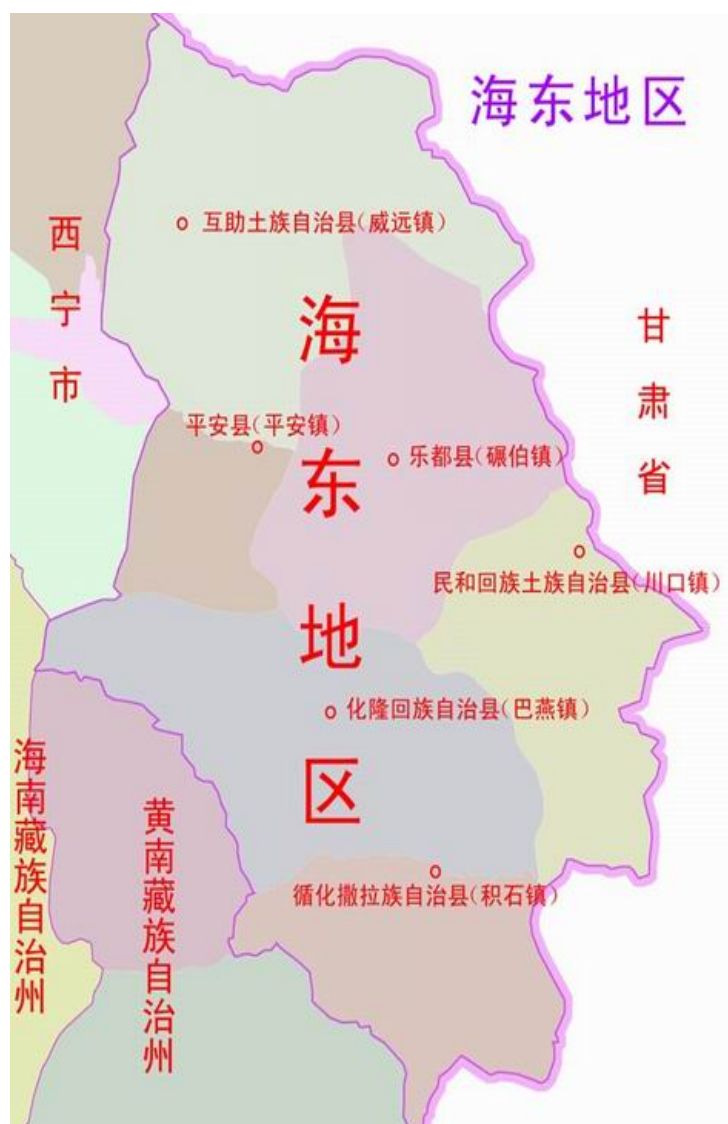 海东地区
互助土族自治县(威远镇)
西宁市
海东地区
甘肃省
平安县(平安镇)
乐都县(碾伯镇)
民和回族土族自治县(川口镇)
化隆回族自治县(巴燕镇)
海南藏族自治州
黄南藏族自治州
循化撒拉族自治县(积石镇)